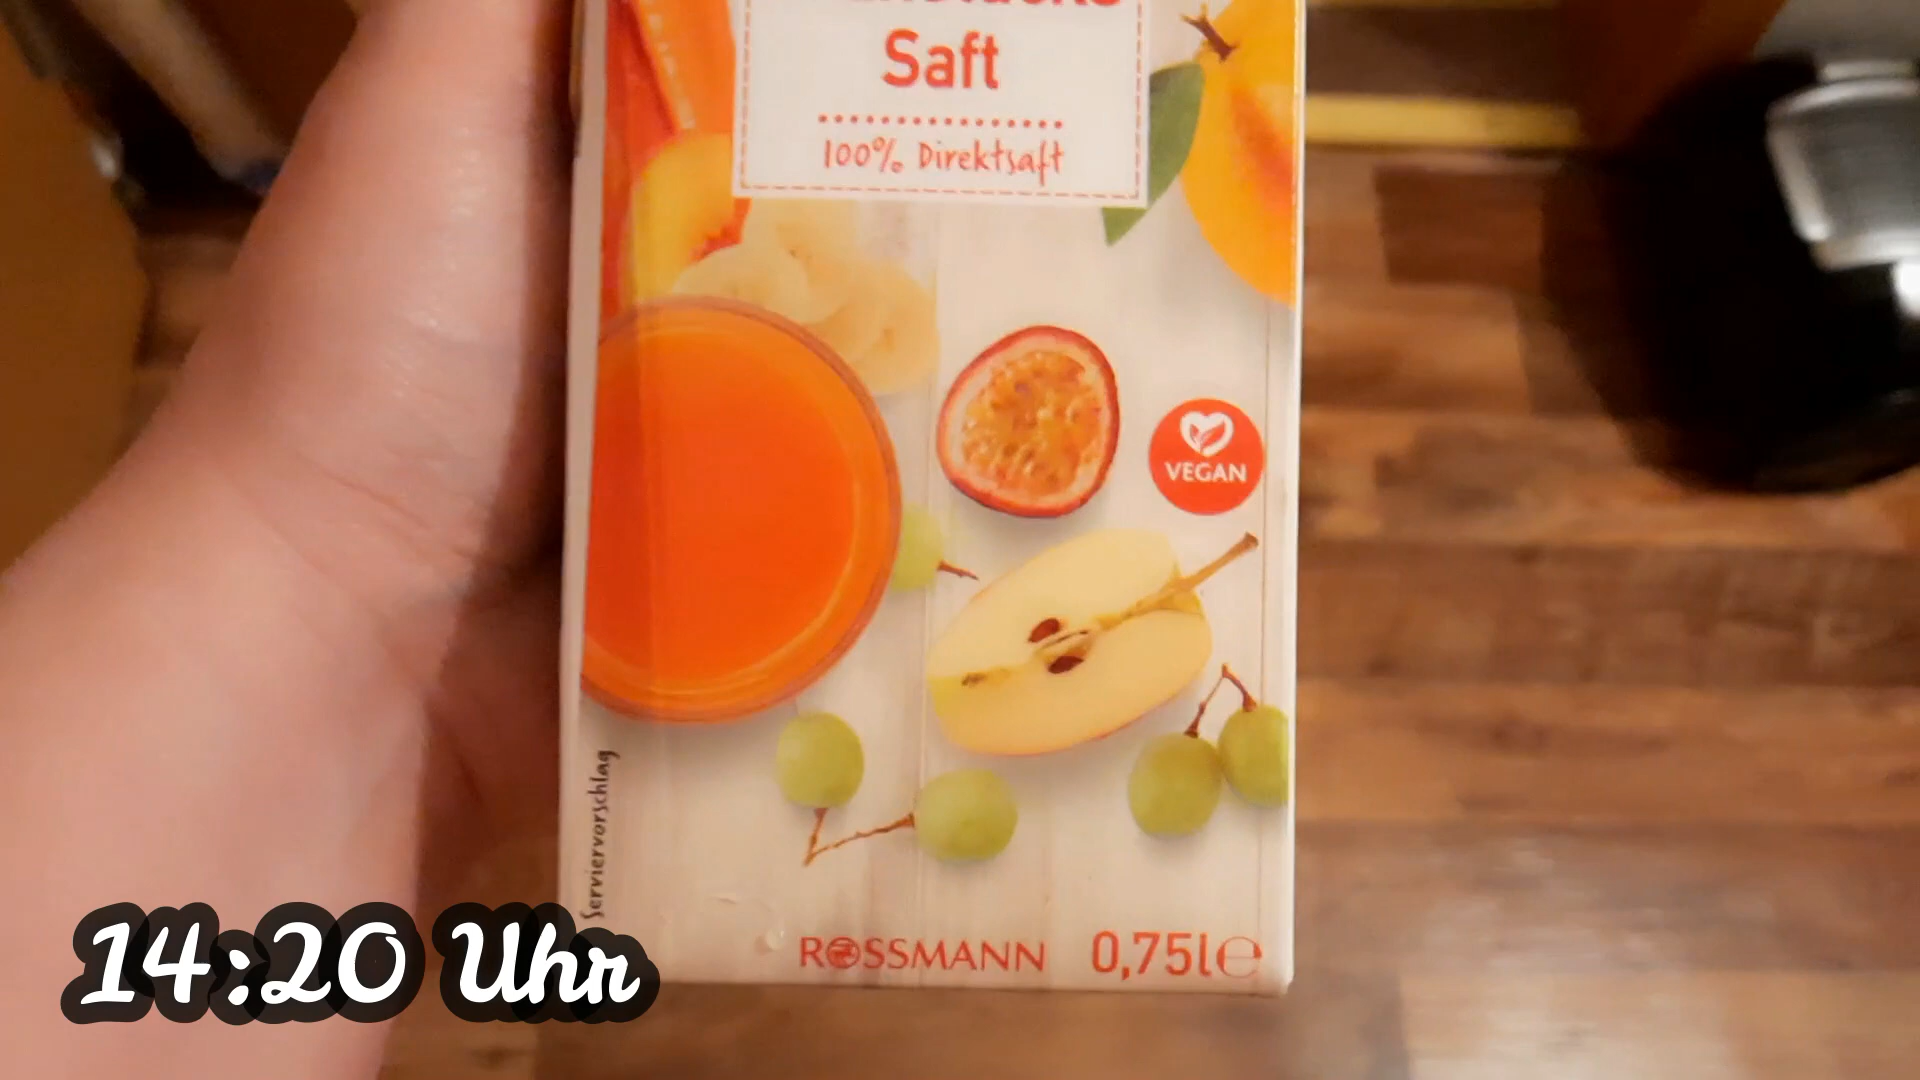 Saft
100% Direktsaft
VEGAN
Serviervorschlag
ROSSMANN 0,75l℮
14:20 Uhr